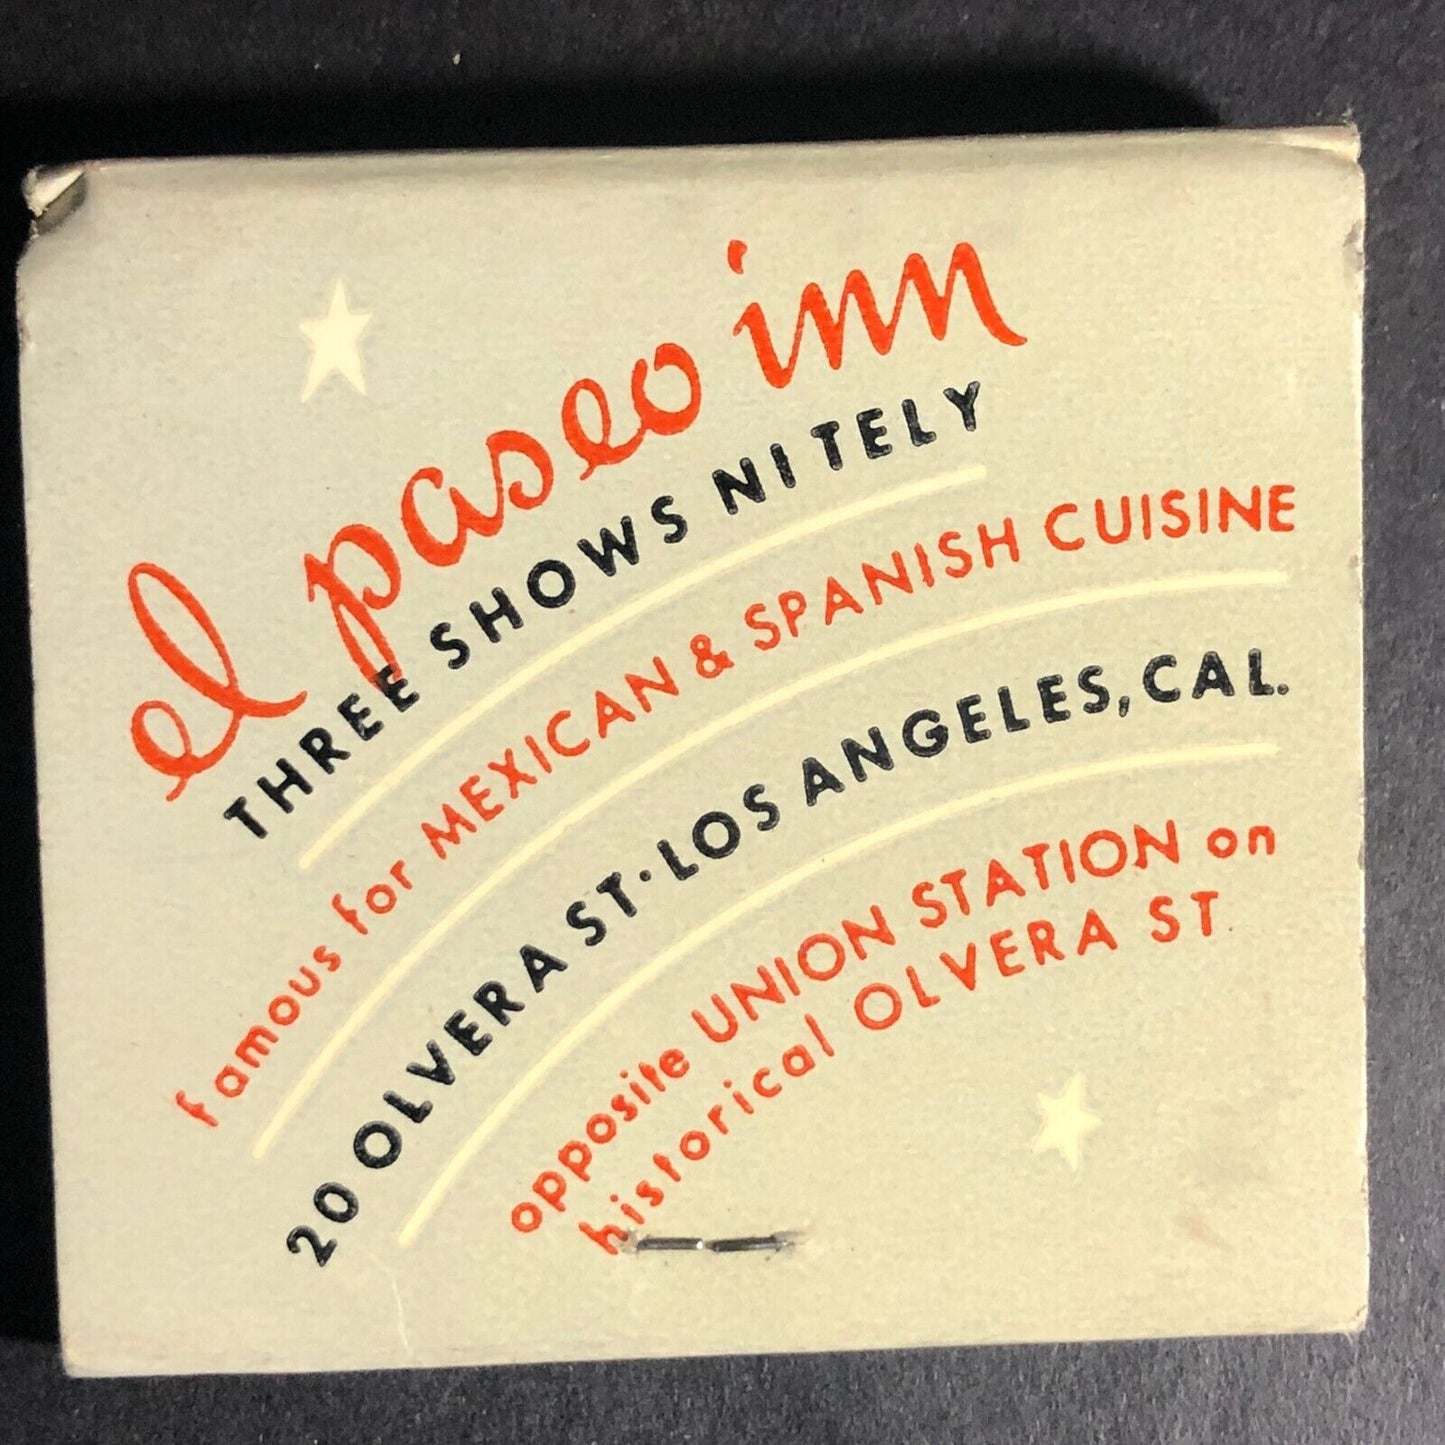 el paseo inn
THREE SHOWS NITELY
famous for MEXICAN & SPANISH CUISINE
20 OLVERA ST. LOS ANGELES, CAL.
opposite UNION STATION on
historical OLVERA ST.